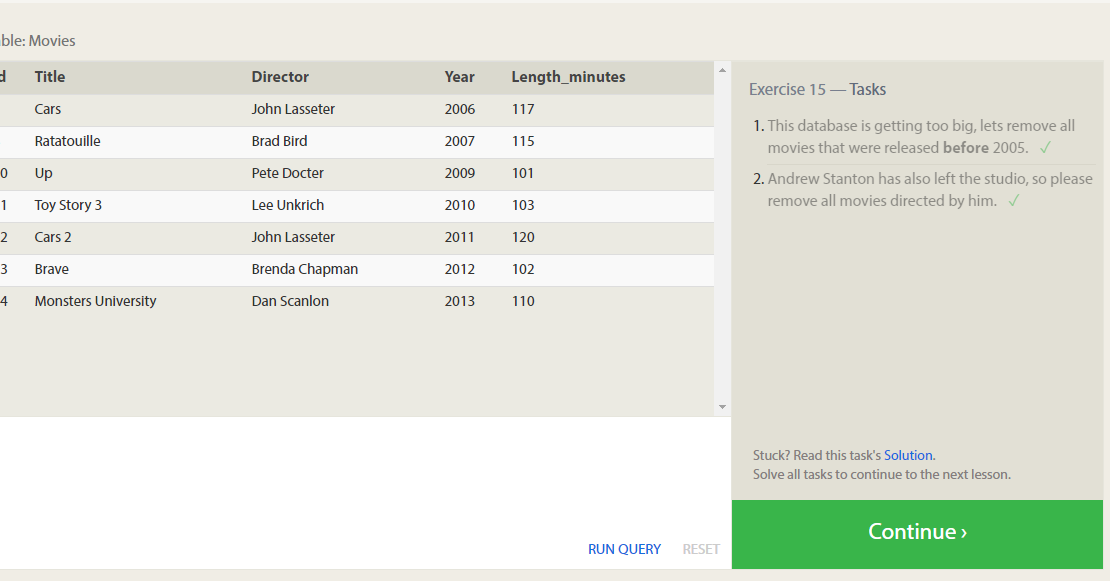 ble: Movies
d Title Director Year Length_minutes
Cars John Lasseter 2006 117
Ratatouille Brad Bird 2007 115
0 Up Pete Docter 2009 101
1 Toy Story 3 Lee Unkrich 2010 103
2 Cars 2 John Lasseter 2011 120
3 Brave Brenda Chapman 2012 102
4 Monsters University Dan Scanlon 2013 110
RUN QUERY RESET
Exercise 15 — Tasks
1. This database is getting too big, lets remove all
movies that were released before 2005. ✓
2. Andrew Stanton has also left the studio, so please
remove all movies directed by him. ✓
Stuck? Read this task's Solution.
Solve all tasks to continue to the next lesson.
Continue ›